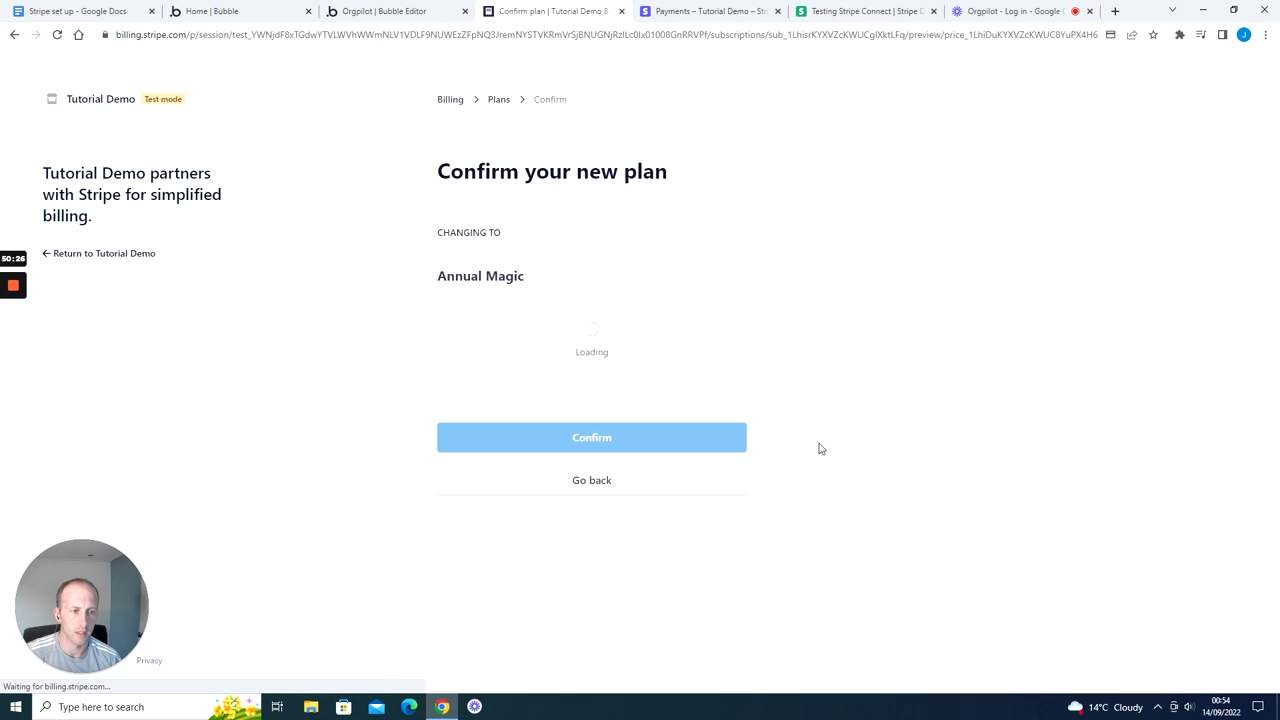 Stripe set up - Google Docs
Home | Bubble
Orgpilot | Bubble Editor
Confirm plan | Tutorial Demo B
Payments – Tutorial Demo – St
Testing Stripe Connect | Stripe D
Orgpilot - Log in - Google C
billing.stripe.com/p/session/test_YWNjdF8xTGdwYTVLWVhWWmNLV1VDLF9NUWEzZFpNQ3JremNYSTVKRmVrSjBNUGNjRzlLc0Ix01008GnRRVPf/subscriptions/sub_1LhisrKYXVZcKWUCglXktLFq/preview/price_1LhiDuKYXVZcKWUC8YuPX4H6
Tutorial Demo
Test mode
Billing
Plans
Confirm
Tutorial Demo partners
with Stripe for simplified
billing.
Return to Tutorial Demo
Confirm your new plan
CHANGING TO
Annual Magic
Loading
Confirm
Go back
50:26
Privacy
Waiting for billing.stripe.com...
Type here to search
14°C Cloudy
00:54
14/09/2022
J